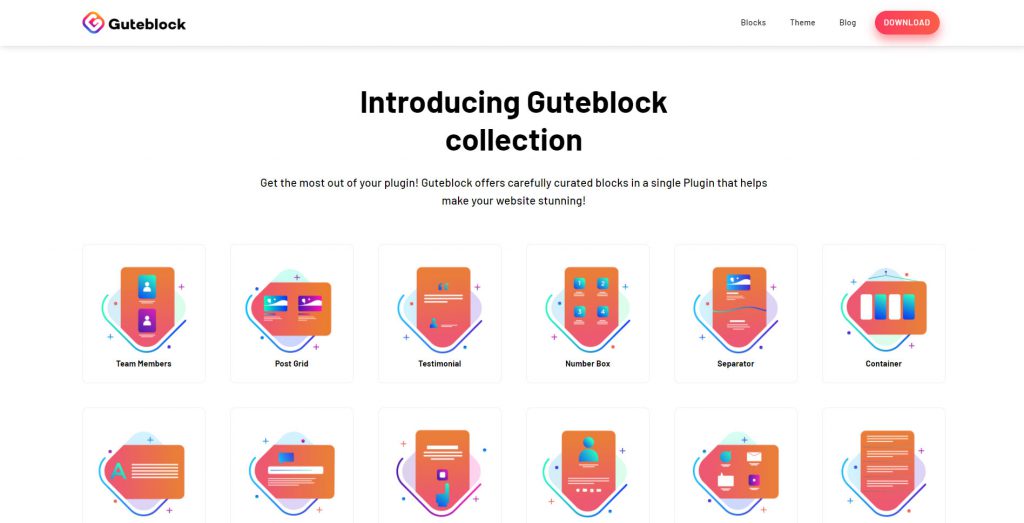 Guteblock
Blocks
Theme
Blog
DOWNLOAD
Introducing Guteblock
collection
Get the most out of your plugin! Guteblock offers carefully curated blocks in a single Plugin that helps
make your website stunning!
1
2
3
4
Team Members
Post Grid
Testimonial
Number Box
Separator
Container
A